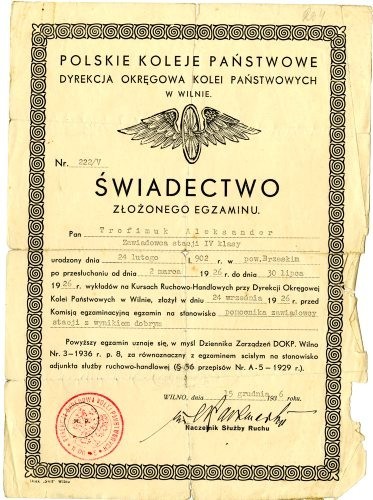 POLSKIE KOLEJE PAŃSTWOWE
DYREKCJA OKRĘGOWA KOLEI PAŃSTWOWYCH
W WILNIE.
Nr. 222/V
ŚWIADECTWO
ZŁOŻONEGO EGZAMINU.
Pan Trofimuk Aleksander
Zawiadowca stacji IV klasy
urodzony dnia 24 lutego 1.902 r. w pow.Brzeskim
po przesłuchaniu od dnia 2 marca 1926 r. do dnia 30 lipca
1926 r. wykładów na Kursach Ruchowo-Handlowych przy Dyrekcji Okręgowej
Kolei Państwowych w Wilnie, złożył w dniu 24 września 1926 r. przed
Komisją egzaminacyjną egzamin na stanowisko pomocnika zawiadowcy
stacji z wynikiem dobrym
Powyższy egzamin uznaje się, w myśl Dziennika Zarządzeń DOKP. Wilno
Nr. 3–1936 r. p. 8, za równoznaczny z egzaminem ścisłym na stanowisko
adjunkta służby ruchowo-handlowej (§ 36 przepisów Nr. A-5–1929 r.).
WILNO, dnia 15 grudnia 1936 r.
Naczelnik Służby Ruchu